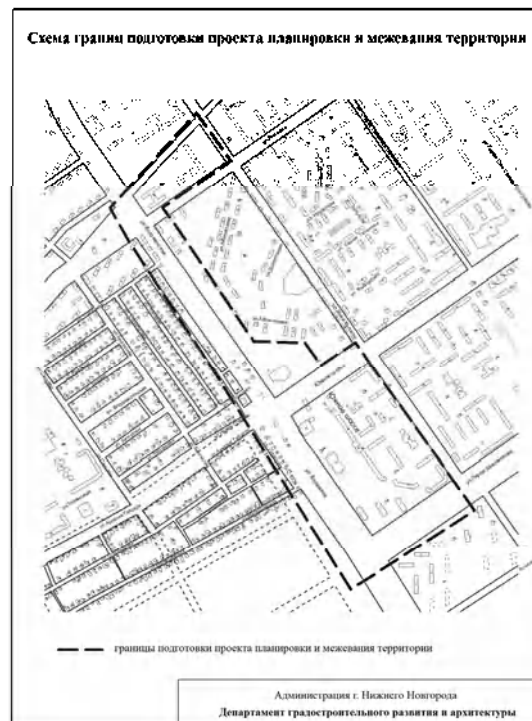 Схема границ подготовки проекта планировки и межевания территории
границы подготовки проекта планировки и межевания территории
Администрация г. Нижнего Новгорода
Департамент градостроительного развития и архитектуры